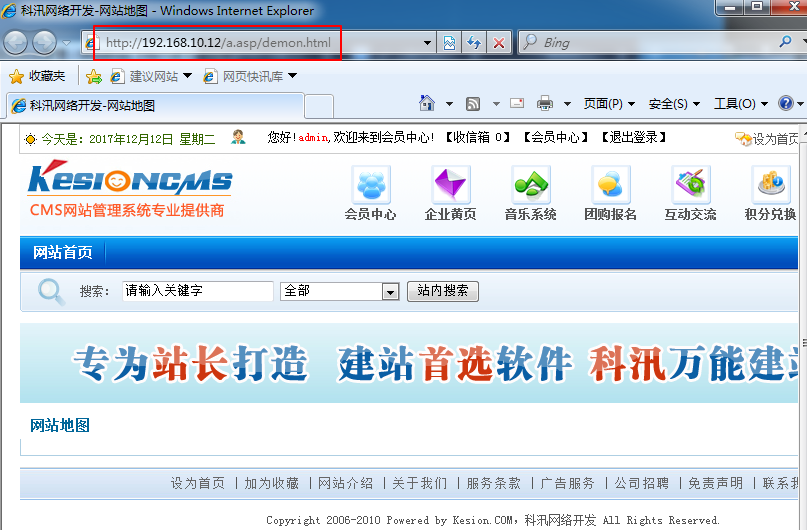 科汛网络开发-网站地图 - Windows Internet Explorer
http://192.168.10.12/a.asp/demon.html
Bing
收藏夹 建议网站 网页快讯库
科汛网络开发-网站地图
页面(P) 安全(S) 工具(O)
今天是：2017年12月12日 星期二 您好!admin,欢迎来到会员中心! 【收信箱 0】 【会员中心】 【退出登录】 设为首页
KESIONCMS
CMS网站管理系统专业提供商
会员中心 企业黄页 音乐系统 团购报名 互动交流 积分兑换
网站首页
搜索： 请输入关键字 全部 站内搜索
专为站长打造 建站首选软件 科汛万能建站
网站地图
设为首页 | 加为收藏 | 网站介绍 | 关于我们 | 服务条款 | 广告服务 | 公司招聘 | 免责声明 | 联系
Copyright 2006-2010 Powered by Kesion.COM，科汛网络开发 All Rights Reserved.